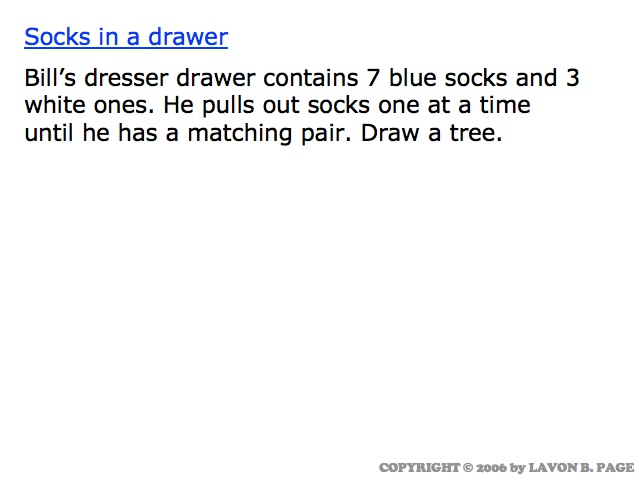 Socks in a drawer
Bill’s dresser drawer contains 7 blue socks and 3
white ones. He pulls out socks one at a time
until he has a matching pair. Draw a tree.
COPYRIGHT © 2006 by LAVON B. PAGE